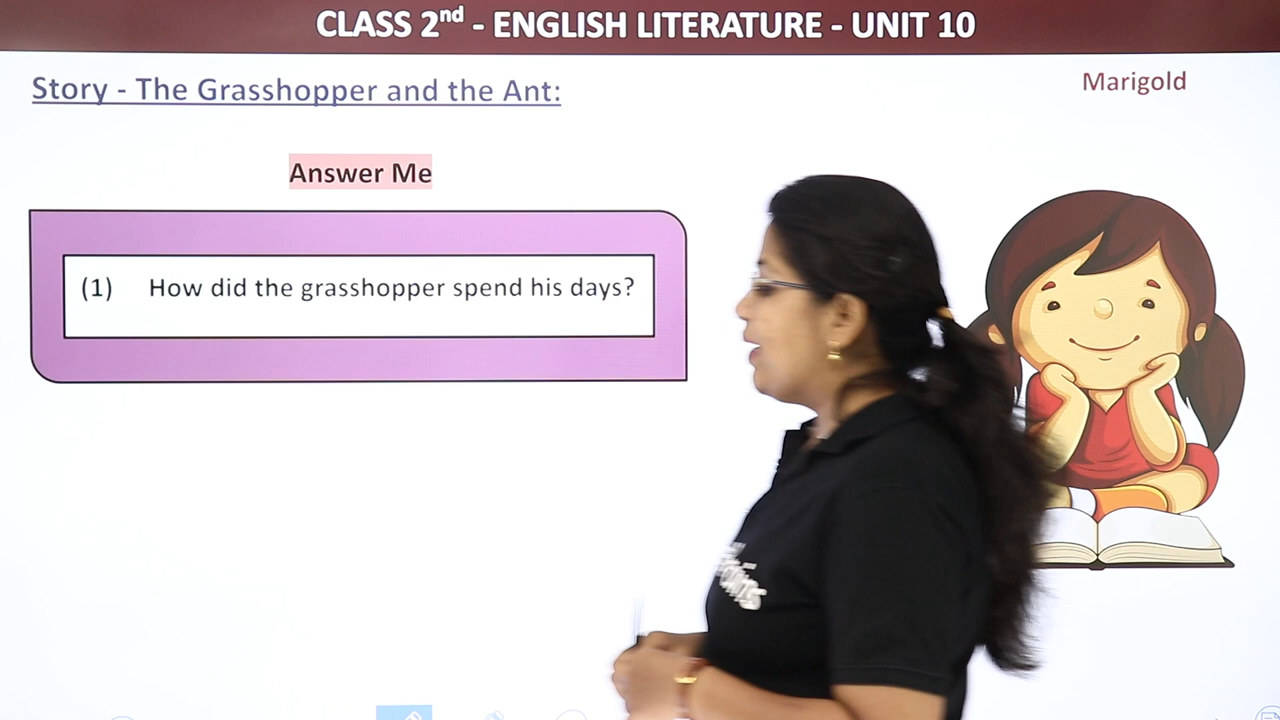 CLASS 2nd - ENGLISH LITERATURE - UNIT 10
Story - The Grasshopper and the Ant:
Marigold
Answer Me
(1) How did the grasshopper spend his days?